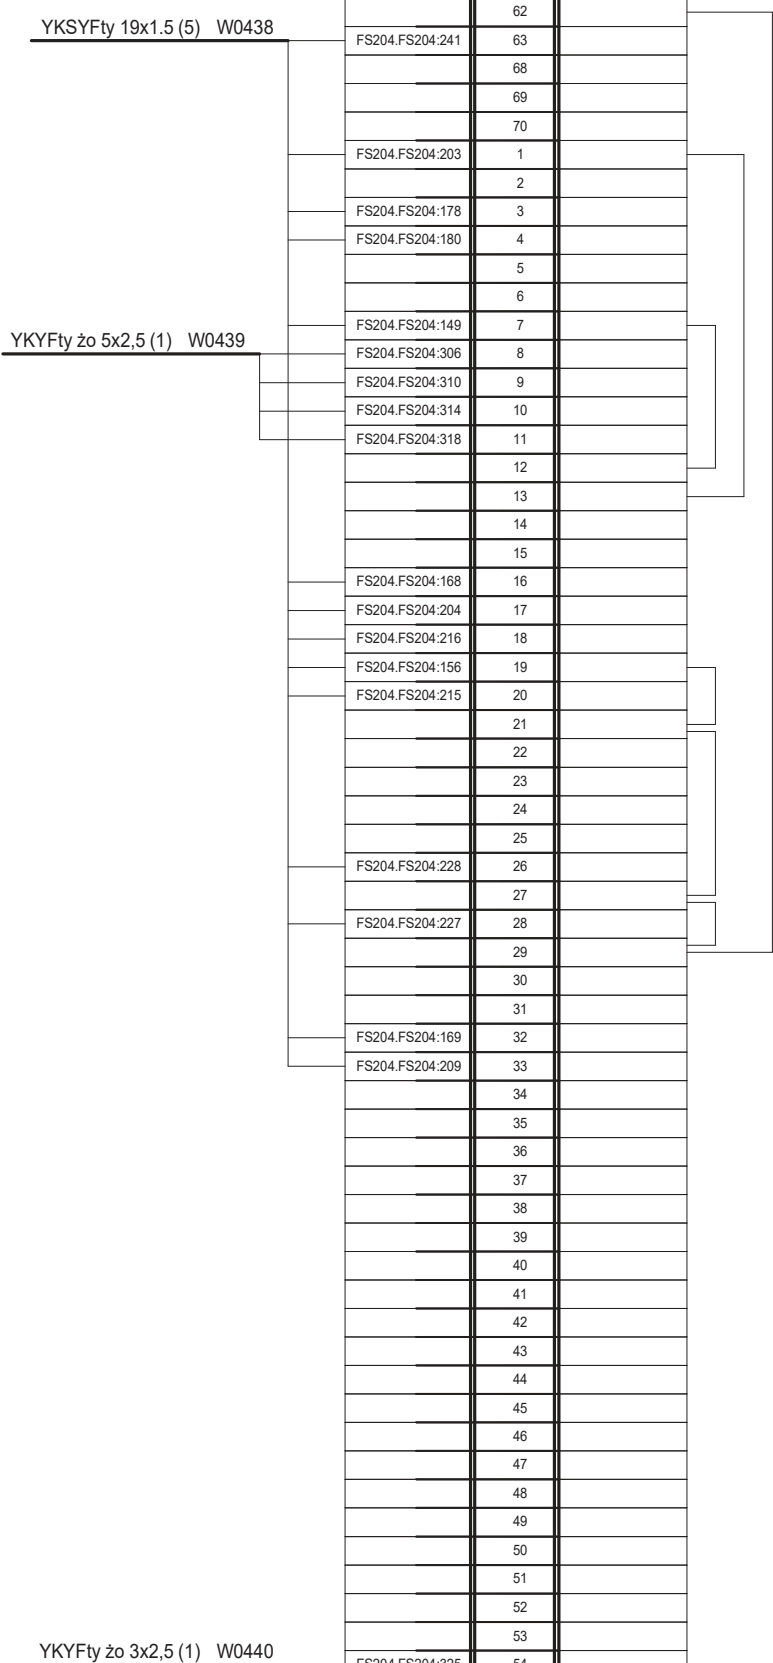 62
YKSYFty 19x1.5 (5) W0438
FS204.FS204:241 63
68
69
70
FS204.FS204:203 1
2
FS204.FS204:178 3
FS204.FS204:180 4
5
6
FS204.FS204:149 7
YKYFty żo 5x2,5 (1) W0439
FS204.FS204:306 8
FS204.FS204:310 9
FS204.FS204:314 10
FS204.FS204:318 11
12
13
14
15
FS204.FS204:168 16
FS204.FS204:204 17
FS204.FS204:216 18
FS204.FS204:156 19
FS204.FS204:215 20
21
22
23
24
25
FS204.FS204:228 26
27
FS204.FS204:227 28
29
30
31
FS204.FS204:169 32
FS204.FS204:209 33
34
35
36
37
38
39
40
41
42
43
44
45
46
47
48
49
50
51
52
53
YKYFty żo 3x2,5 (1) W0440
FS204.FS204:325 54